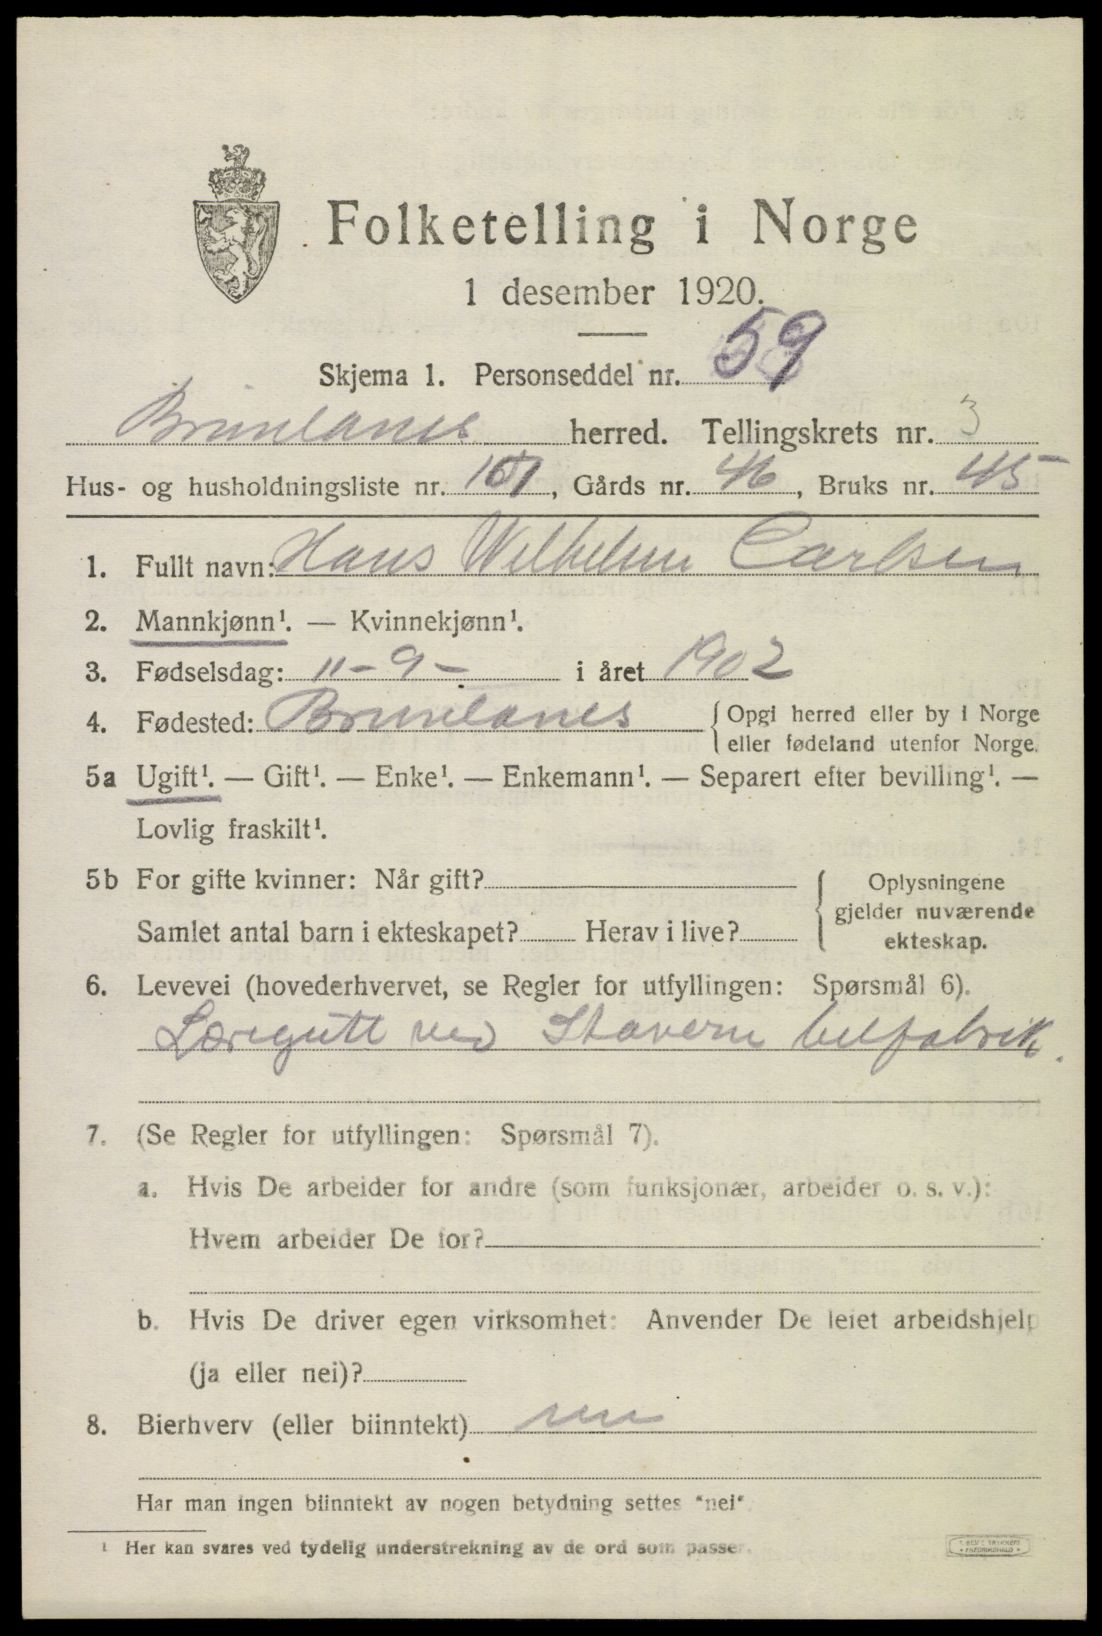 Folketelling i Norge
1 desember 1920.
Skjema 1. Personseddel nr. 59
Brunlanes herred. Tellingskrets nr. 3
Hus- og husholdningsliste nr. 101, Gårds nr. 46, Bruks nr. 45
1. Fullt navn: Hans Wilhelm Carlsen
2. Mannkjønn¹. — Kvinnekjønn¹.
3. Fødselsdag: 11-9- i året 1902
4. Fødested: Brunlanes { Opgi herred eller by i Norge
eller fødeland utenfor Norge.
5a Ugift¹. — Gift¹. — Enke¹. — Enkemann¹. — Separert efter bevilling¹. —
Lovlig fraskilt¹.
5b For gifte kvinner: Når gift?
Samlet antal barn i ekteskapet? Herav i live?
{ Oplysningene
gjelder nuværende
ekteskap.
6. Levevei (hovederhvervet, se Regler for utfyllingen: Spørsmål 6).
Læregutt ved Stavern bilfabrik.
7. (Se Regler for utfyllingen: Spørsmål 7).
a. Hvis De arbeider for andre (som funksjonær, arbeider o. s. v.):
Hvem arbeider De for?
b. Hvis De driver egen virksomhet: Anvender De leiet arbeidshjelp
(ja eller nei)?
8. Bierhverv (eller biinntekt) nei
Har man ingen biinntekt av nogen betydning settes "nei"
¹ Her kan svares ved tydelig understrekning av de ord som passer.